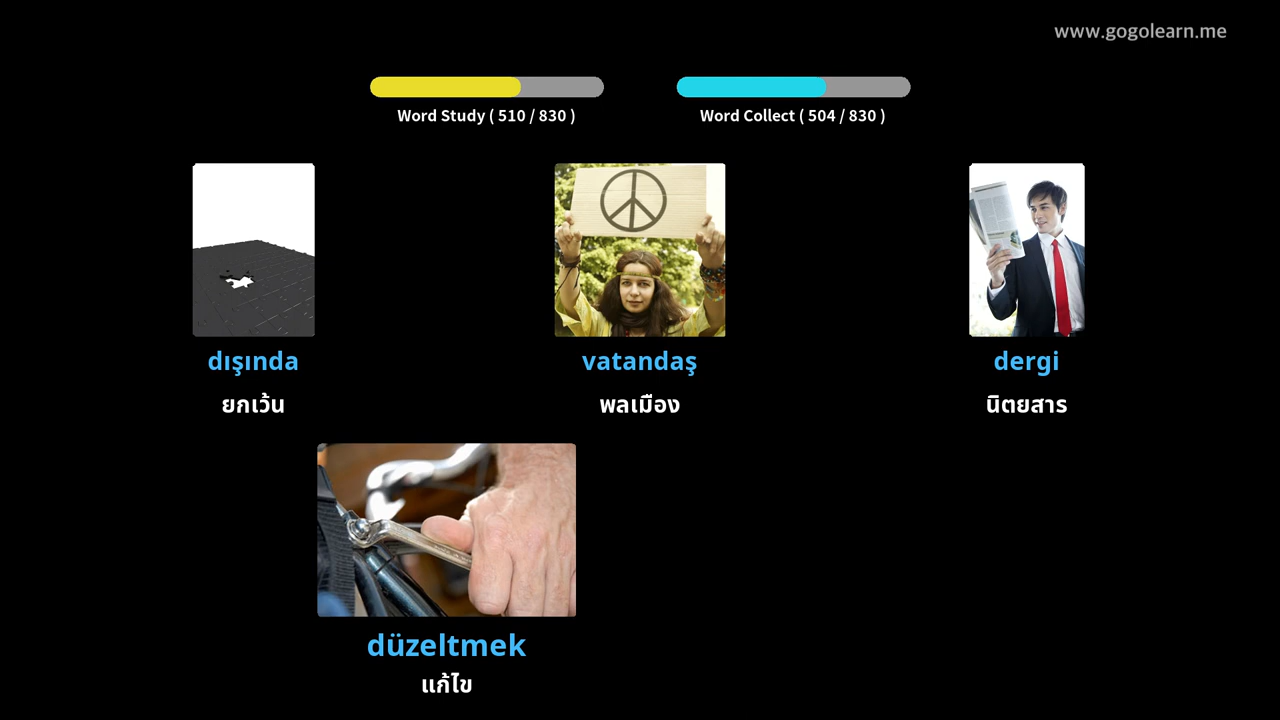 www.gogolearn.me
Word Study ( 510 / 830 )
Word Collect ( 504 / 830 )
dışında
vatandaş
dergi
ยกเว้น
พลเมือง
นิตยสาร
düzeltmek
แก้ไข